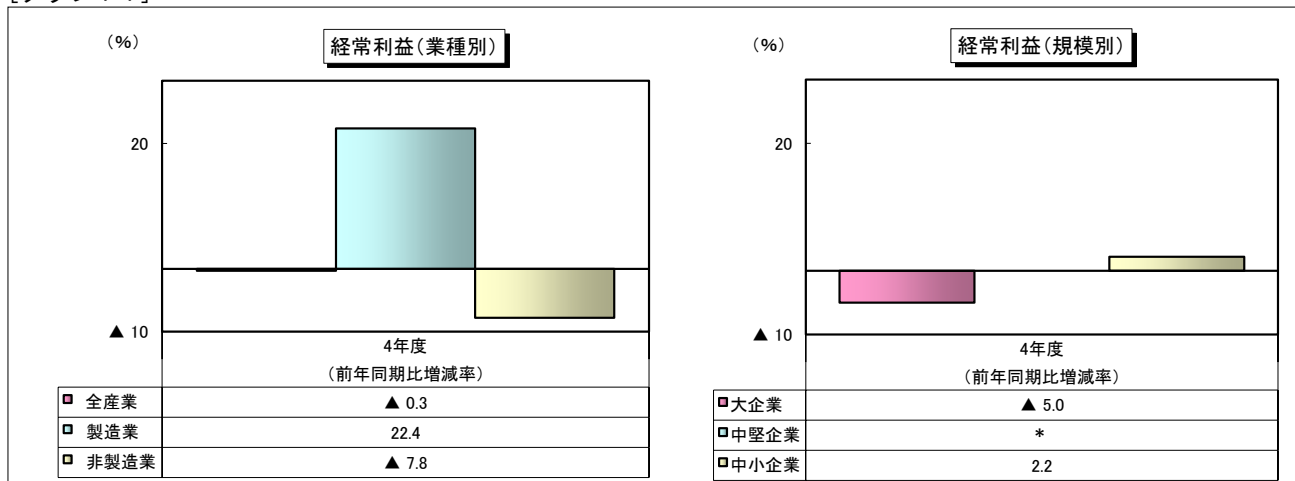 (%)
経常利益(業種別)
20
▲ 10
4年度
(前年同期比増減率)
全産業 ▲ 0.3
製造業 22.4
非製造業 ▲ 7.8
(%)
経常利益(規模別)
20
▲ 10
4年度
(前年同期比増減率)
大企業 ▲ 5.0
中堅企業 *
中小企業 2.2